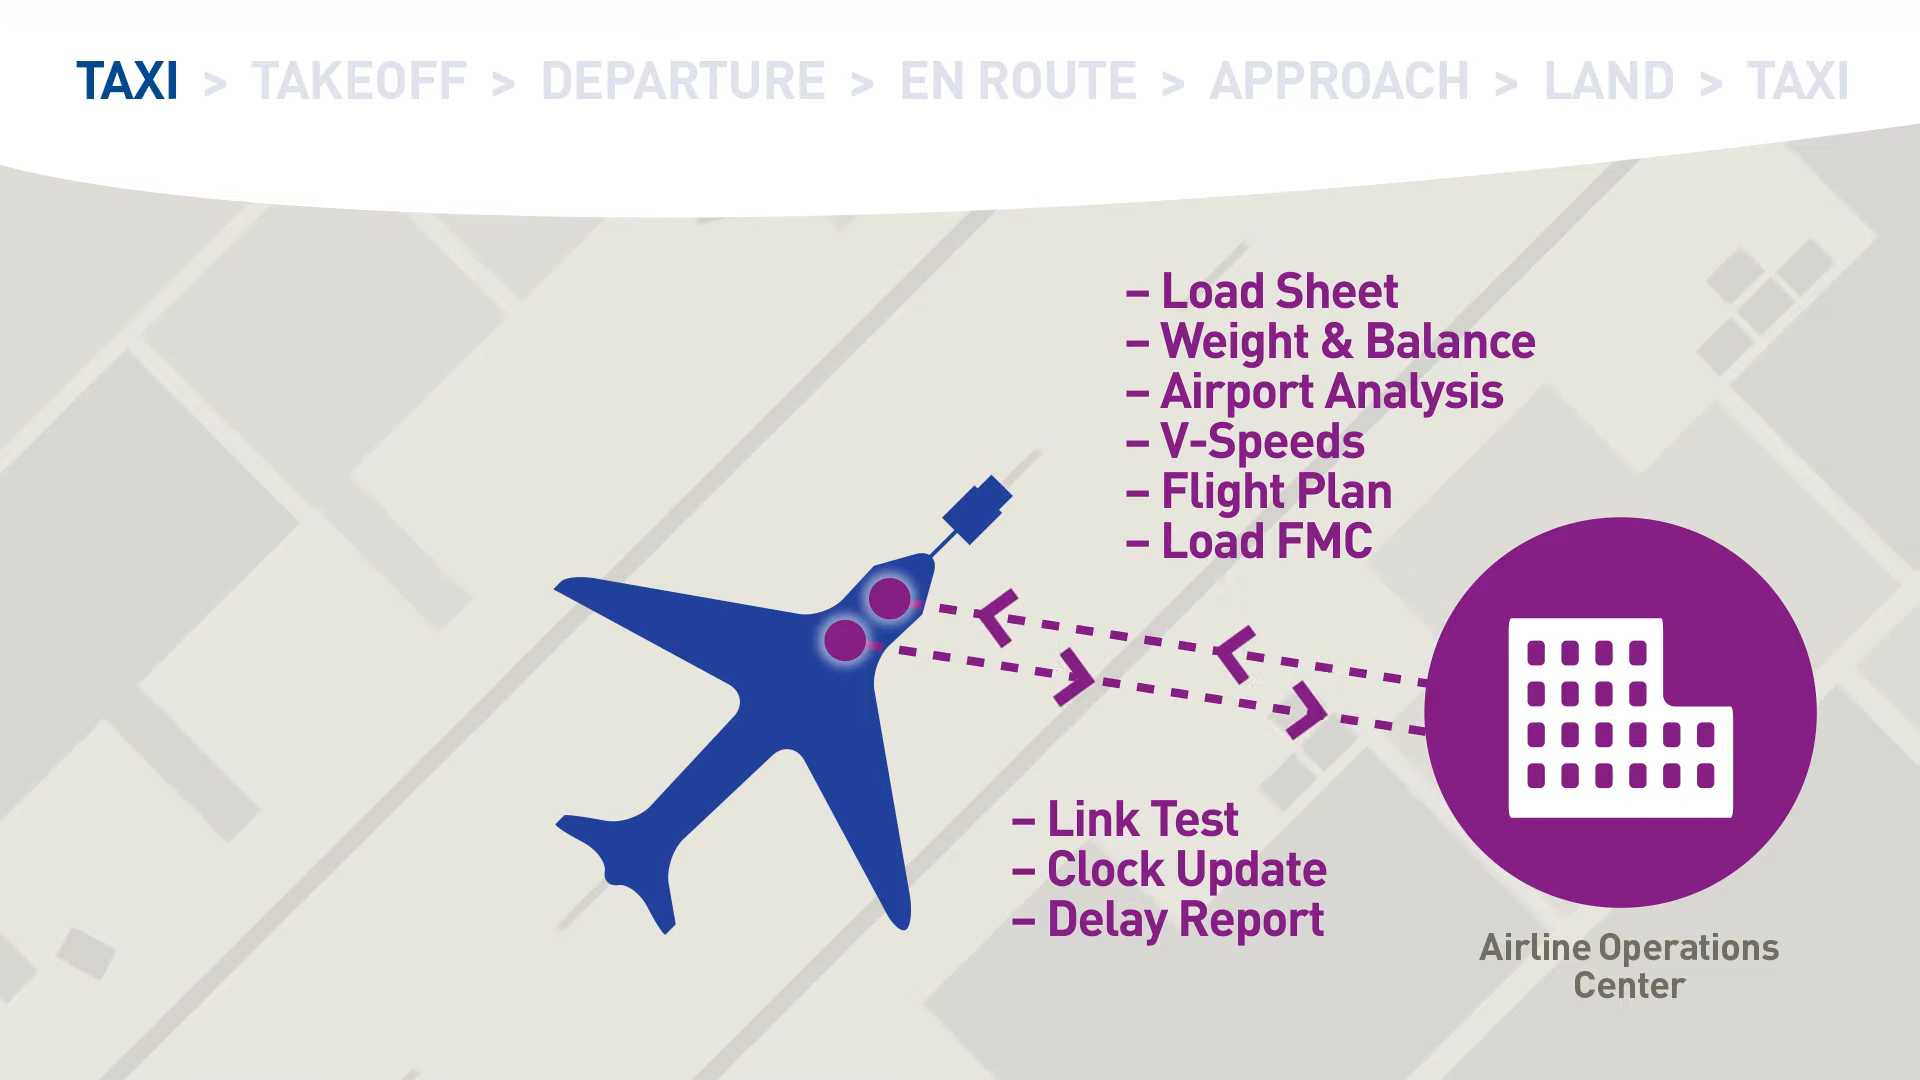 TAXI > TAKEOFF > DEPARTURE > EN ROUTE > APPROACH > LAND > TAXI
– Load Sheet
– Weight & Balance
– Airport Analysis
– V-Speeds
– Flight Plan
– Load FMC
– Link Test
– Clock Update
– Delay Report
Airline Operations
Center